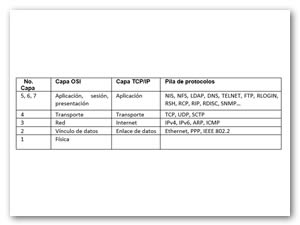 No. Capa Capa OSI Capa TCP/IP Pila de protocolos
5, 6, 7 Aplicación, sesión, presentación Aplicación NIS, NFS, LDAP, DNS, TELNET, FTP, RLOGIN, RSH, RCP, RIP, RDISC, SNMP...
4 Transporte Transporte TCP, UDP, SCTP
3 Red Internet IPv4, IPv6, ARP, ICMP
2 Vínculo de datos Enlace de datos Ethernet, PPP, IEEE 802.2
1 Física